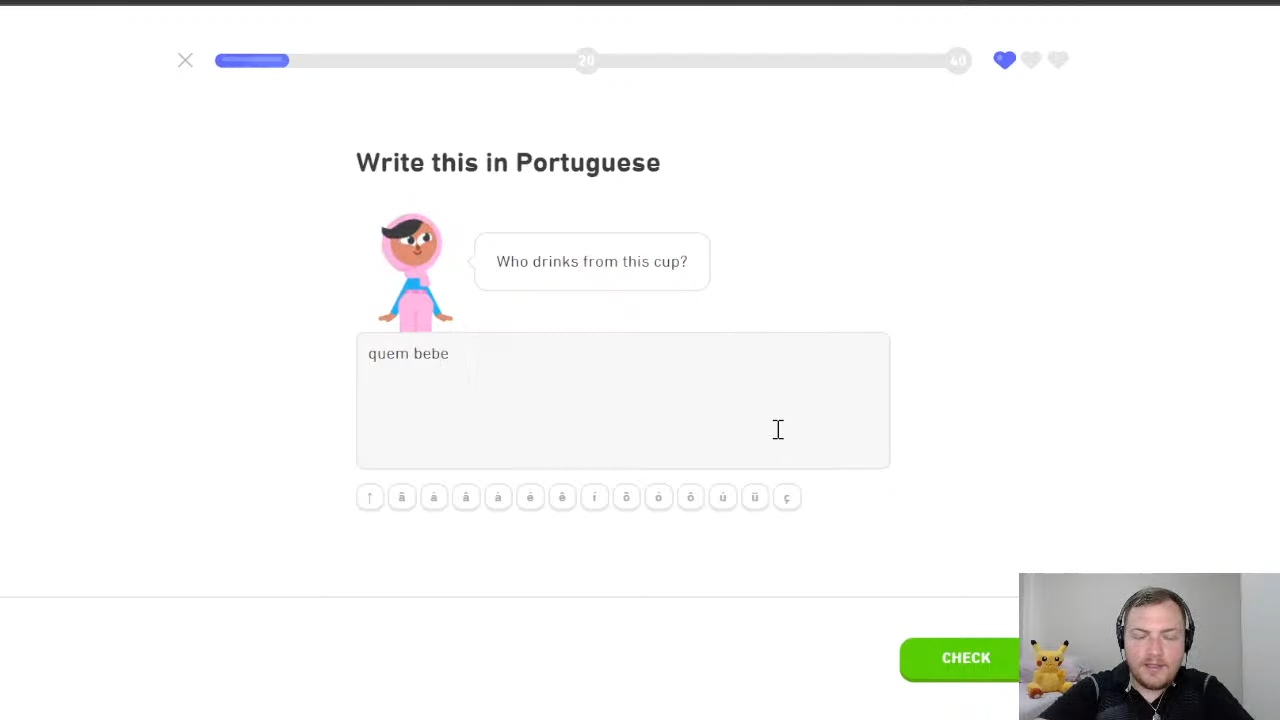 20
40
Write this in Portuguese
Who drinks from this cup?
quem bebe
↑ ã á â à é ê í õ ó ô ú ü ç
CHECK